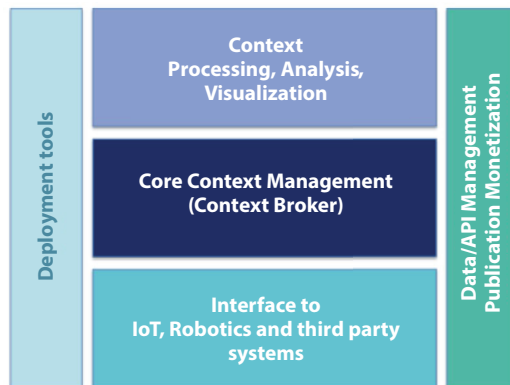 Deployment tools
Context
Processing, Analysis,
Visualization
Core Context Management
(Context Broker)
Interface to
IoT, Robotics and third party
systems
Data/API Management
Publication Monetization